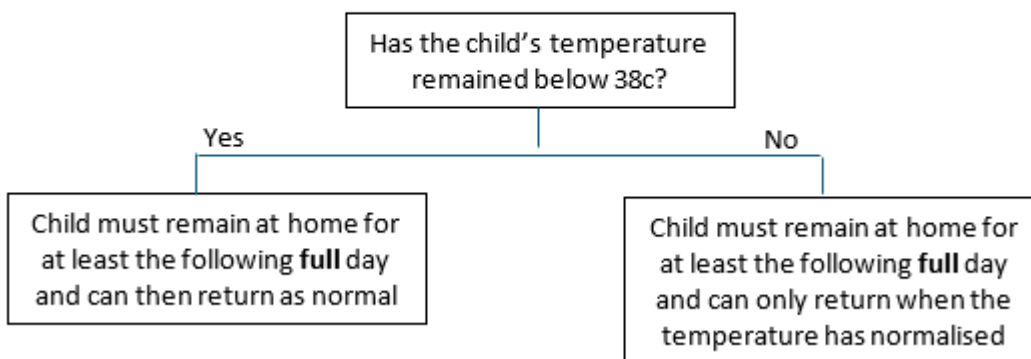 Has the child's temperature
remained below 38c?
Yes
No
Child must remain at home for
at least the following full day
and can then return as normal
Child must remain at home for
at least the following full day
and can only return when the
temperature has normalised